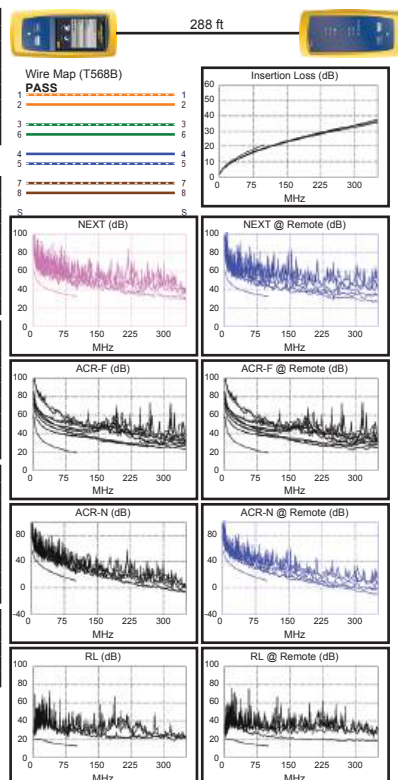 288 ft
Wire Map (T568B)
PASS
1 1
2 2
3 3
6 6
4 4
5 5
7 7
8 8
S S
Insertion Loss (dB)
60
50
40
30
20
10
0
0 75 150 225 300
MHz
NEXT (dB)
100
80
60
40
20
0
0 75 150 225 300
MHz
NEXT @ Remote (dB)
100
80
60
40
20
0
0 75 150 225 300
MHz
ACR-F (dB)
100
80
60
40
20
0
0 75 150 225 300
MHz
ACR-F @ Remote (dB)
100
80
60
40
20
0
0 75 150 225 300
MHz
ACR-N (dB)
80
40
0
-40
0 75 150 225 300
MHz
ACR-N @ Remote (dB)
80
40
0
-40
0 75 150 225 300
MHz
RL (dB)
100
80
60
40
20
0
0 75 150 225 300
MHz
RL @ Remote (dB)
100
80
60
40
20
0
0 75 150 225 300
MHz